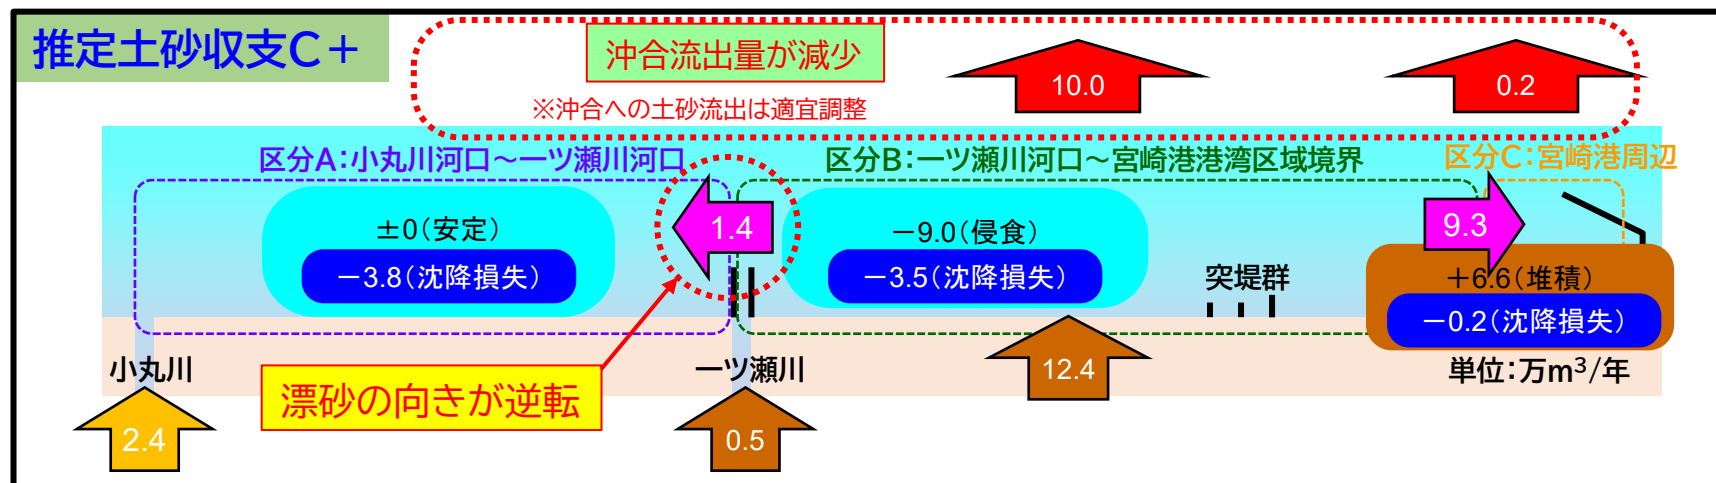 推定土砂収支C+
沖合流出量が減少
※沖合への土砂流出は適宜調整
10.0
0.2
区分A:小丸川河口～一ツ瀬川河口
区分B:一ツ瀬川河口～宮崎港港湾区域境界
区分C:宮崎港周辺
±0(安定)
－3.8(沈降損失)
1.4
－9.0(侵食)
－3.5(沈降損失)
9.3
突堤群
＋6.6(堆積)
－0.2(沈降損失)
小丸川
一ツ瀬川
単位:万m³/年
漂砂の向きが逆転
2.4
0.5
12.4